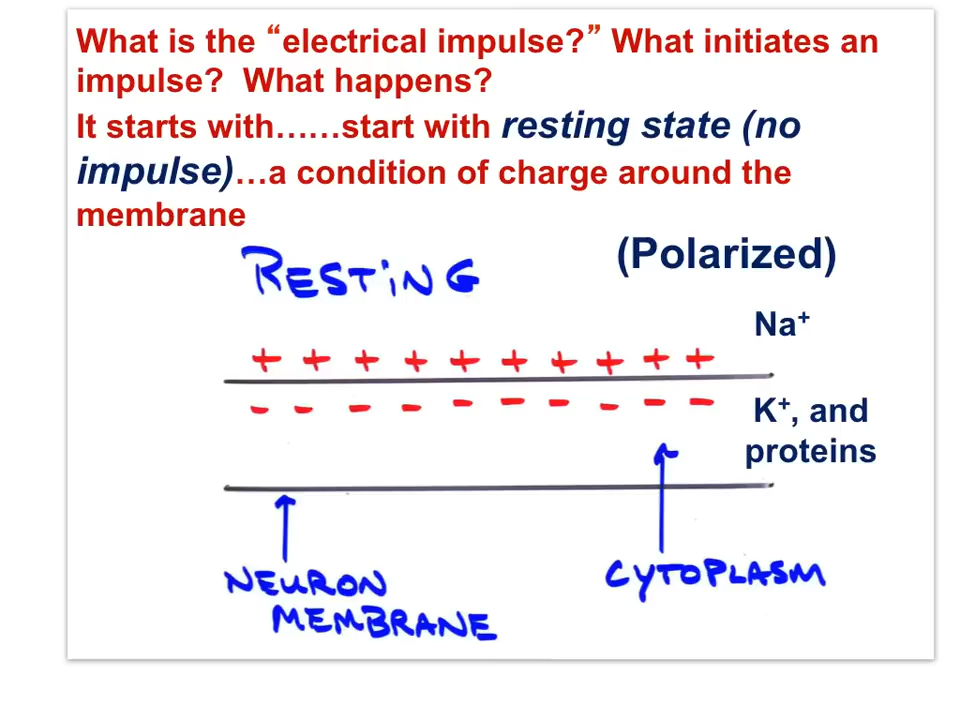 What is the “electrical impulse?” What initiates an
impulse?  What happens?
It starts with……start with resting state (no
impulse)…a condition of charge around the
membrane
RESTING
(Polarized)
Na⁺
+ + + + + + + + + +
- - - - - - - - - -
K⁺, and
proteins
NEURON
MEMBRANE
CYTOPLASM